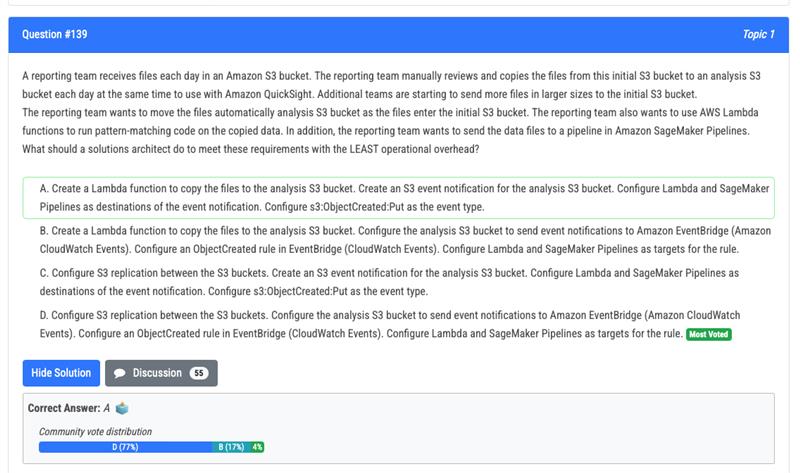 Question #139
Topic 1
A reporting team receives files each day in an Amazon S3 bucket. The reporting team manually reviews and copies the files from this initial S3 bucket to an analysis S3
bucket each day at the same time to use with Amazon QuickSight. Additional teams are starting to send more files in larger sizes to the initial S3 bucket.
The reporting team wants to move the files automatically analysis S3 bucket as the files enter the initial S3 bucket. The reporting team also wants to use AWS Lambda
functions to run pattern-matching code on the copied data. In addition, the reporting team wants to send the data files to a pipeline in Amazon SageMaker Pipelines.
What should a solutions architect do to meet these requirements with the LEAST operational overhead?
A. Create a Lambda function to copy the files to the analysis S3 bucket. Create an S3 event notification for the analysis S3 bucket. Configure Lambda and SageMaker
Pipelines as destinations of the event notification. Configure s3:ObjectCreated:Put as the event type.
B. Create a Lambda function to copy the files to the analysis S3 bucket. Configure the analysis S3 bucket to send event notifications to Amazon EventBridge (Amazon
CloudWatch Events). Configure an ObjectCreated rule in EventBridge (CloudWatch Events). Configure Lambda and SageMaker Pipelines as targets for the rule.
C. Configure S3 replication between the S3 buckets. Create an S3 event notification for the analysis S3 bucket. Configure Lambda and SageMaker Pipelines as
destinations of the event notification. Configure s3:ObjectCreated:Put as the event type.
D. Configure S3 replication between the S3 buckets. Configure the analysis S3 bucket to send event notifications to Amazon EventBridge (Amazon CloudWatch
Events). Configure an ObjectCreated rule in EventBridge (CloudWatch Events). Configure Lambda and SageMaker Pipelines as targets for the rule. Most Voted
Hide Solution
Discussion 55
Correct Answer: A
Community vote distribution
D (77%) B (17%) 4%